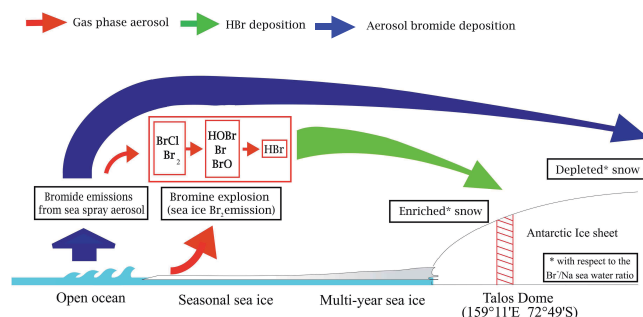 Gas phase aerosol
HBr deposition
Aerosol bromide deposition
BrCl
Br2
HOBr
Br
BrO
HBr
Depleted* snow
Bromide emissions
from sea spray aerosol
Bromine explosion
(sea ice Br2 emission)
Enriched* snow
Antarctic Ice sheet
* with respect to the
Br-/Na sea water ratio
Open ocean
Seasonal sea ice
Multi-year sea ice
Talos Dome
(159°11'E 72°49'S)